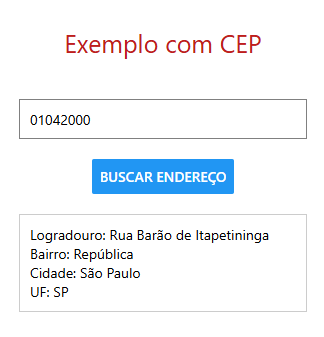 Exemplo com CEP
01042000
BUSCAR ENDEREÇO
Logradouro: Rua Barão de Itapetininga
Bairro: República
Cidade: São Paulo
UF: SP